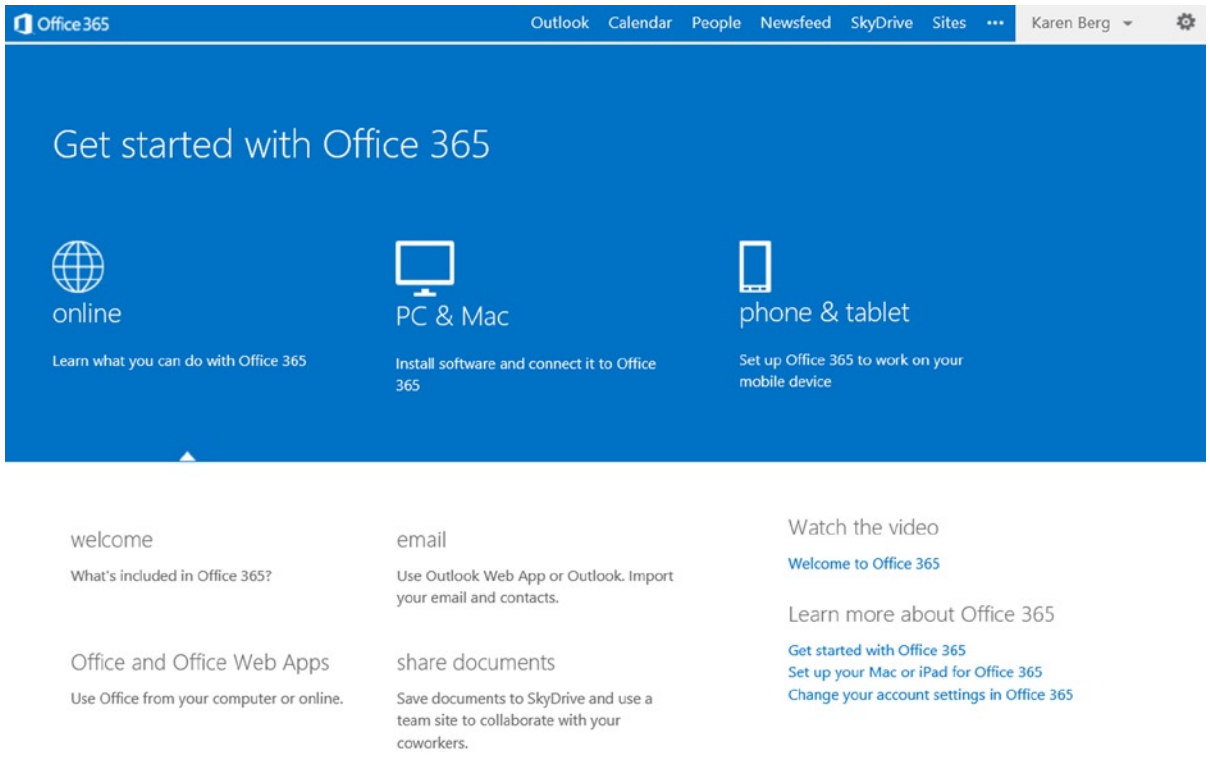 Office 365
Outlook Calendar People Newsfeed SkyDrive Sites ••• Karen Berg
Get started with Office 365
online
Learn what you can do with Office 365
PC & Mac
Install software and connect it to Office
365
phone & tablet
Set up Office 365 to work on your
mobile device
welcome
What's included in Office 365?
email
Use Outlook Web App or Outlook. Import
your email and contacts.
Office and Office Web Apps
Use Office from your computer or online.
share documents
Save documents to SkyDrive and use a
team site to collaborate with your
coworkers.
Watch the video
Welcome to Office 365
Learn more about Office 365
Get started with Office 365
Set up your Mac or iPad for Office 365
Change your account settings in Office 365